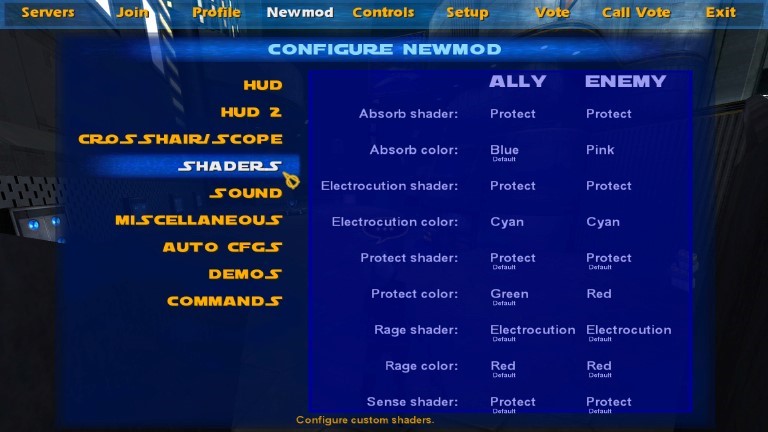 Servers Join Profile Newmod Controls Setup Vote Call Vote Exit
CONFIGURE NEWMOD
HUD
HUD 2
CROSSHAIR/SCOPE
SHADERS
SOUND
MISCELLANEOUS
AUTO CFGS
DEMOS
COMMANDS
ALLY ENEMY
Absorb shader: Protect Protect
Absorb color: Blue Pink
Default
Electrocution shader: Protect Protect
Electrocution color: Cyan Cyan
Protect shader: Protect Protect
Default Default
Protect color: Green Red
Default
Rage shader: Electrocution Electrocution
Default Default
Rage color: Red Red
Default Default
Sense shader: Protect Protect
Default Default
Configure custom shaders.